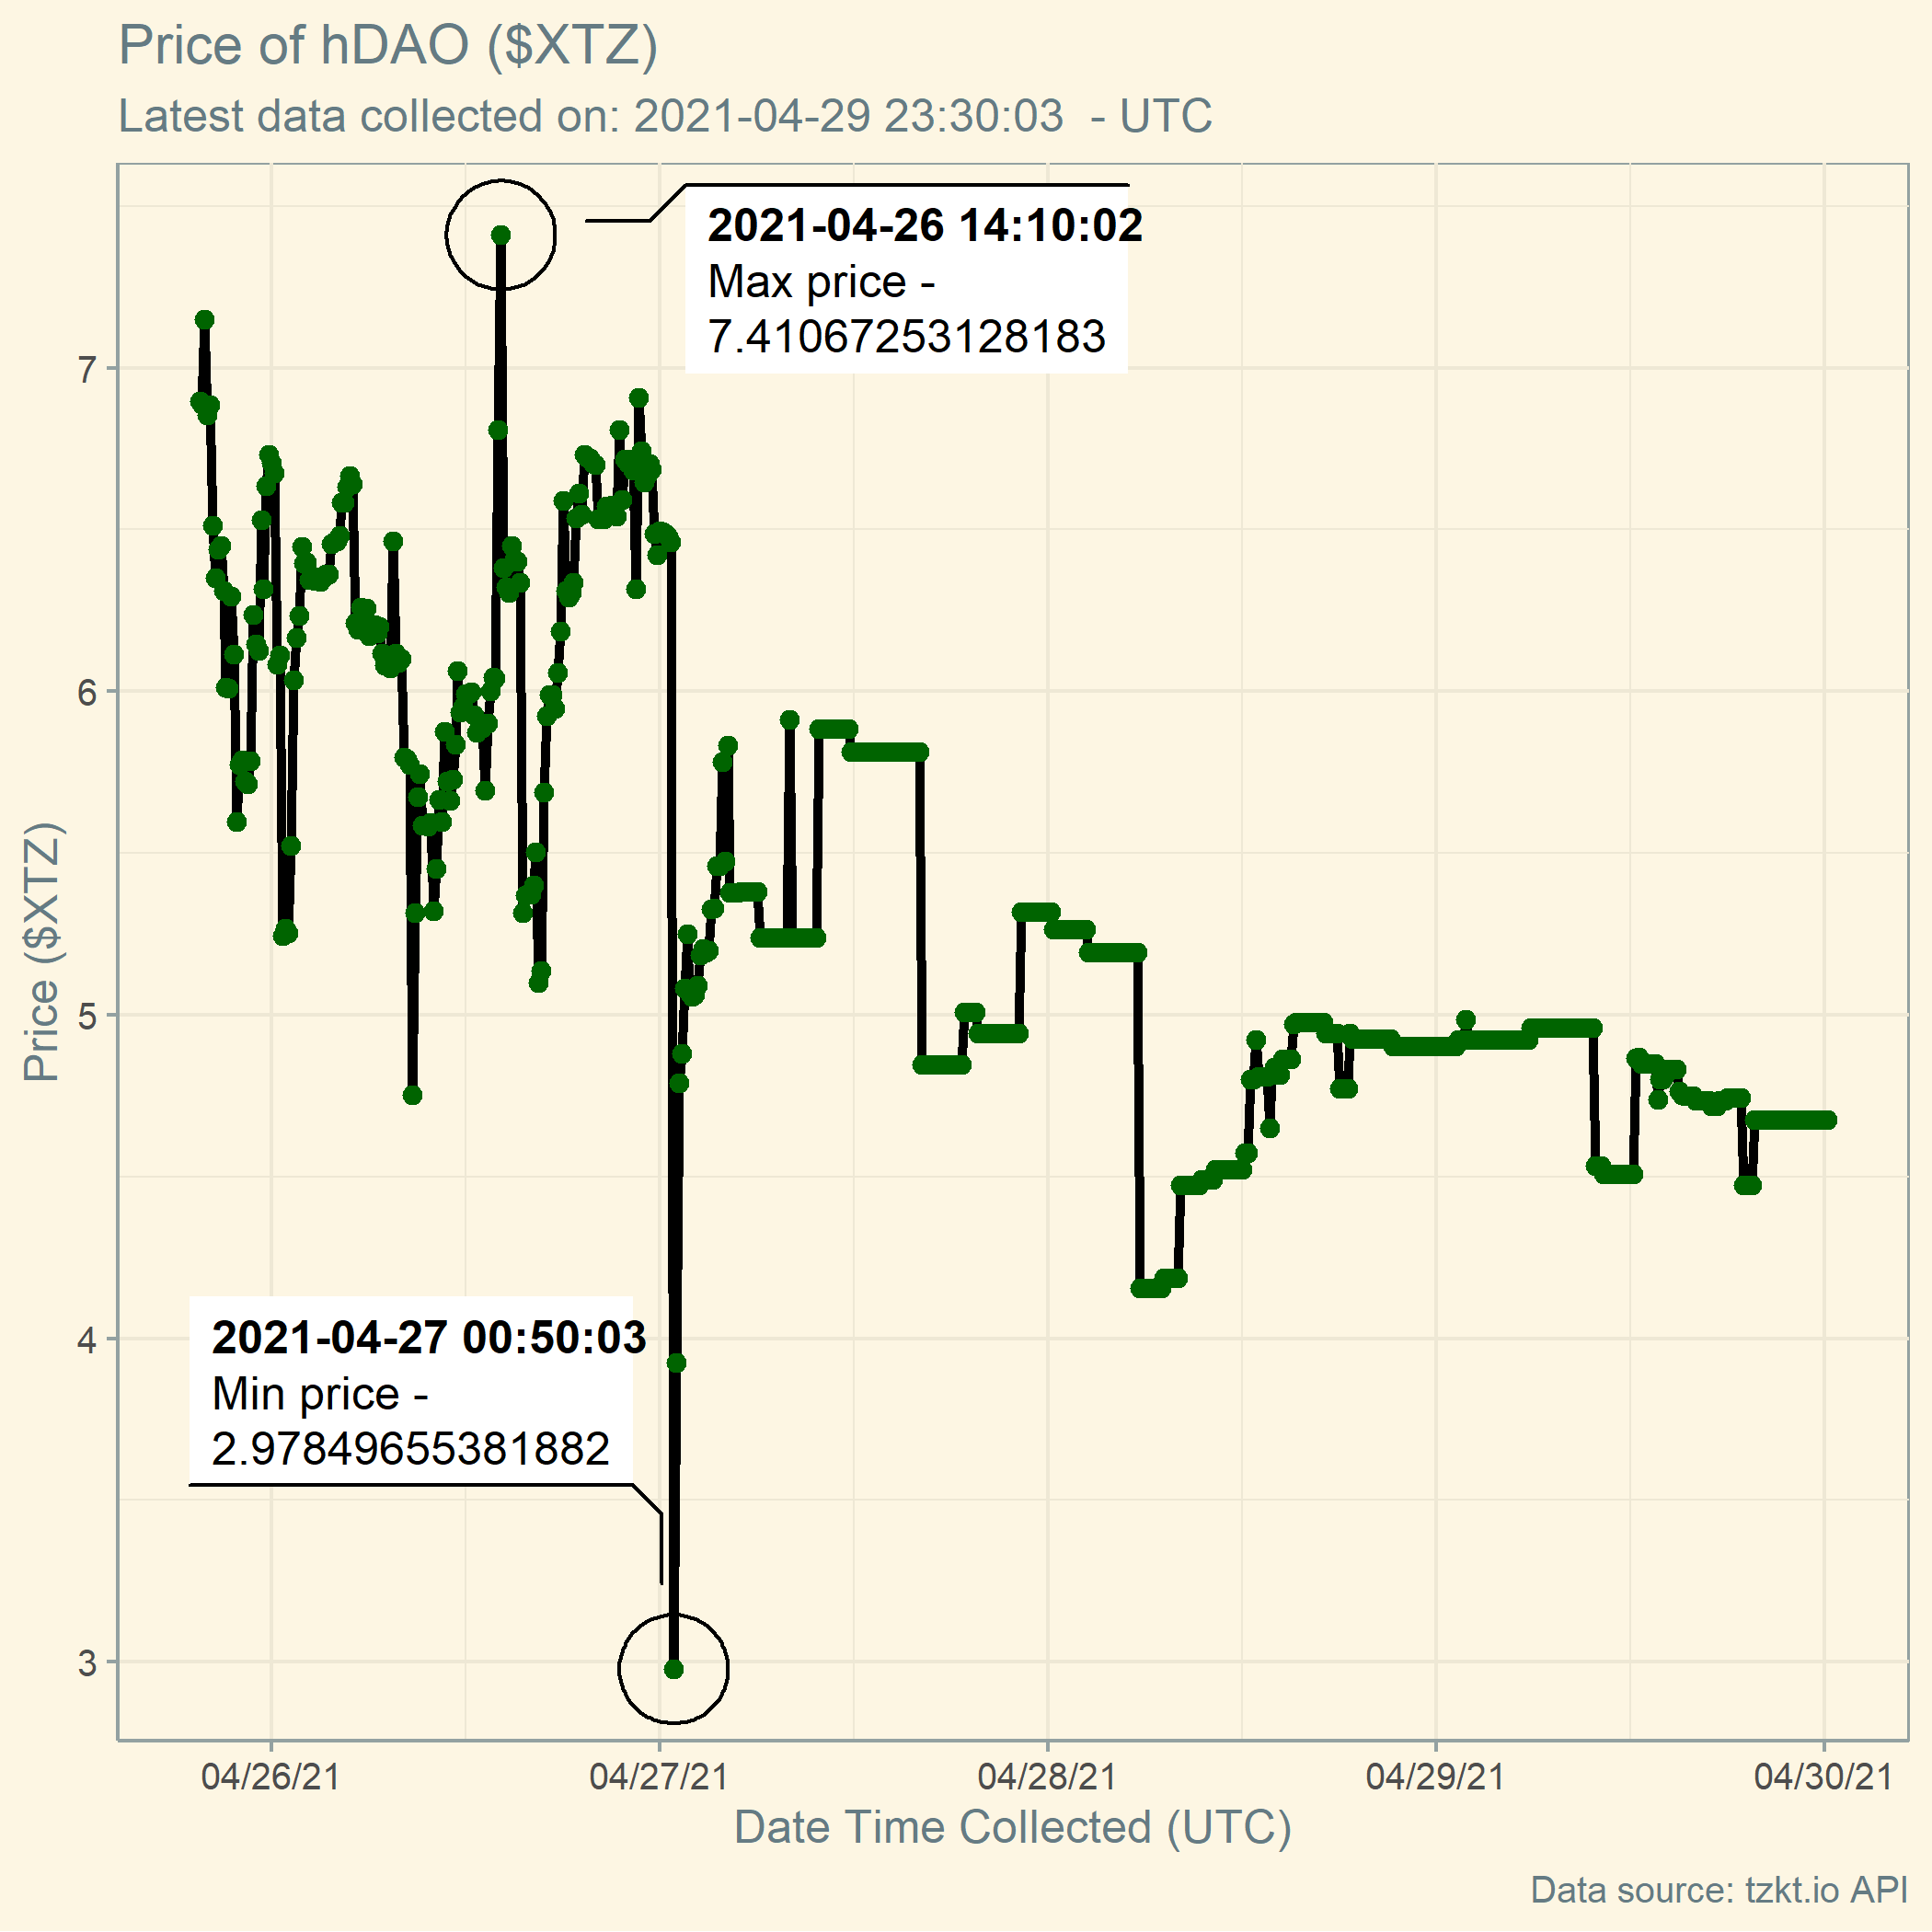 Price of hDAO ($XTZ)
Latest data collected on: 2021-04-29 23:30:03  - UTC
2021-04-26 14:10:02
Max price -
7.41067253128183
7
6
5
4
3
Price ($XTZ)
2021-04-27 00:50:03
Min price -
2.97849655381882
04/26/21
04/27/21
04/28/21
04/29/21
04/30/21
Date Time Collected (UTC)
Data source: tzkt.io API